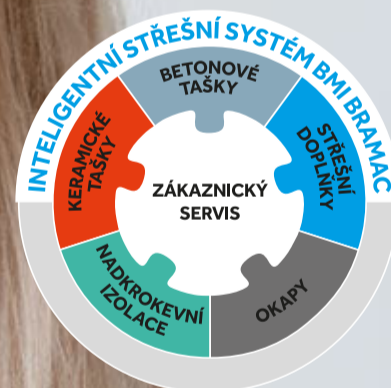 INTELIGENTNÍ STŘEŠNÍ SYSTÉM BMI BRAMAC
BETONOVÉ
TAŠKY
KERAMICKÉ
TAŠKY
STŘEŠNÍ
DOPLŇKY
ZÁKAZNICKÝ
SERVIS
NADKROKEVNÍ
IZOLACE
OKAPY